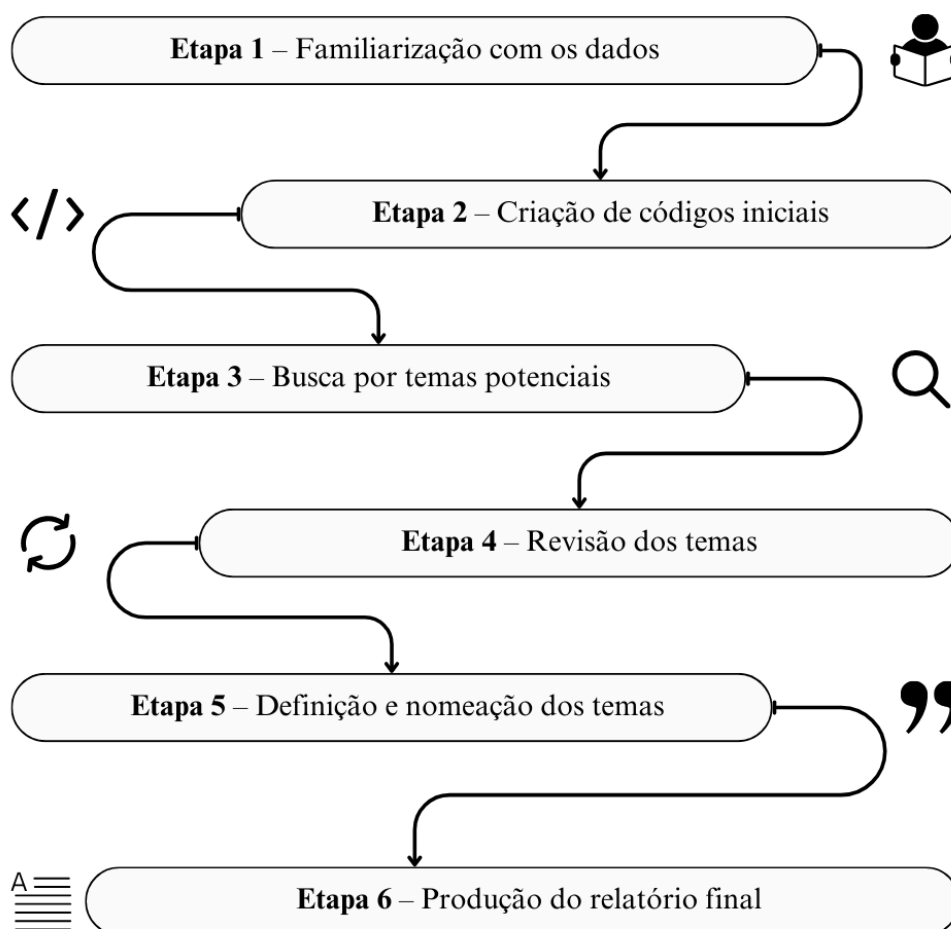 Etapa 1 – Familiarização com os dados
Etapa 2 – Criação de códigos iniciais
Etapa 3 – Busca por temas potenciais
Etapa 4 – Revisão dos temas
Etapa 5 – Definição e nomeação dos temas
A
Etapa 6 – Produção do relatório final